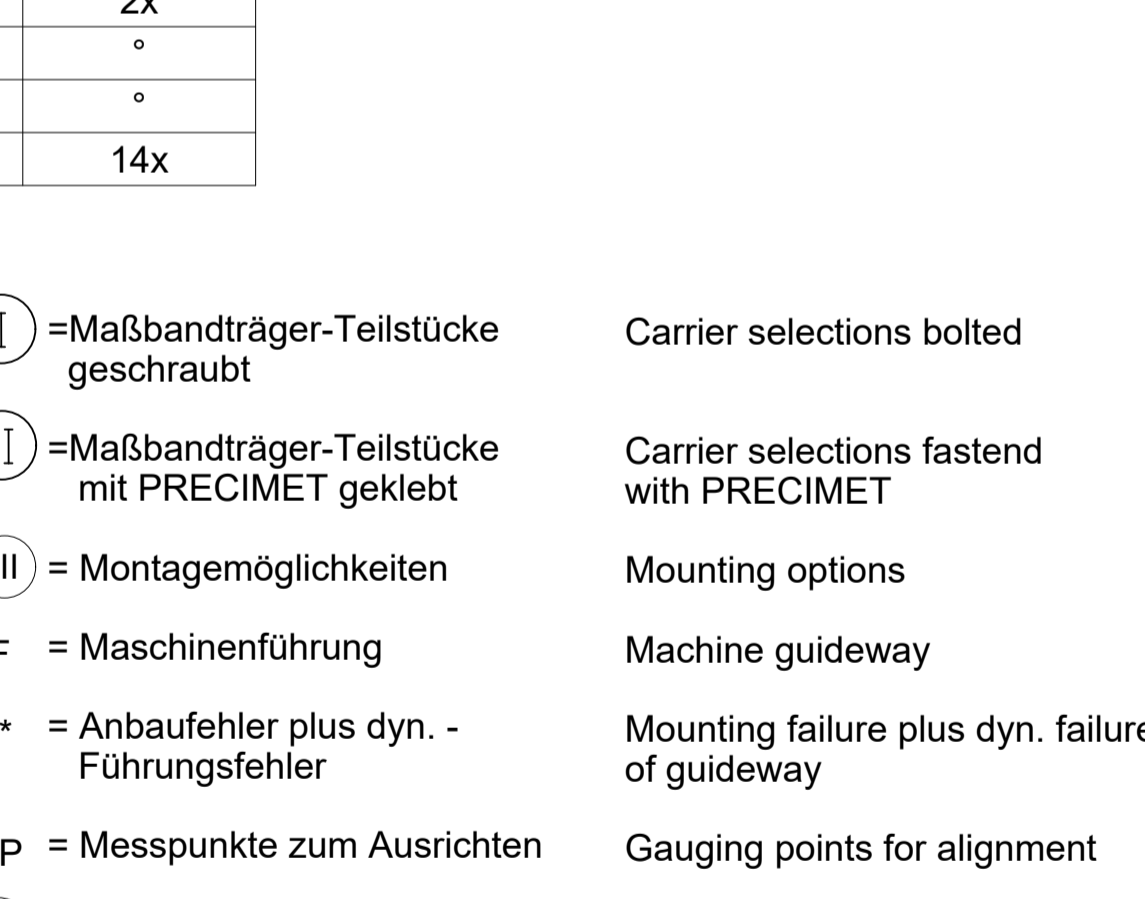 2x
°
°
14x
=Maßbandträger-Teilstücke
geschraubt
Carrier selections bolted
I =Maßbandträger-Teilstücke
mit PRECIMET geklebt
Carrier selections fastend
with PRECIMET
II = Montagemöglichkeiten
Mounting options
= Maschinenführung
Machine guideway
* = Anbaufehler plus dyn. -
Führungsfehler
Mounting failure plus dyn. failure
of guideway
P = Messpunkte zum Ausrichten
Gauging points for alignment